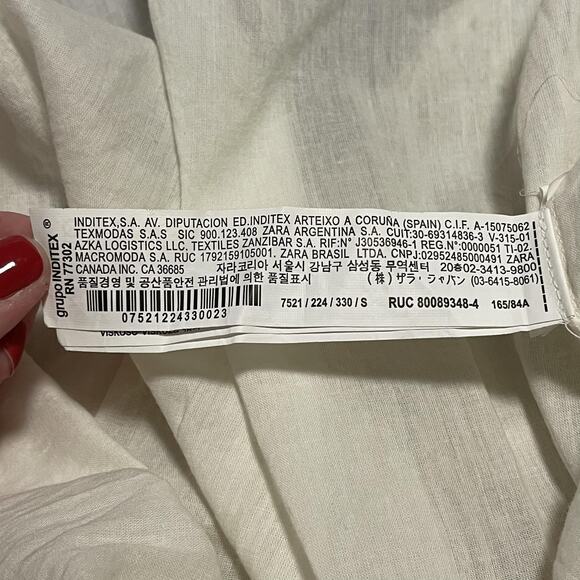 grupo INDITEX ®
RN 77302
INDITEX,S.A. AV. DIPUTACION ED.INDITEX ARTEIXO A CORUÑA (SPAIN) C.I.F. A-15075062
TEXMODAS S.A.S SIC 900.123.408 ZARA ARGENTINA S.A. CUIT:30-69314836-3 V-315-01
AZKA LOGISTICS LLC. TEXTILES ZANZIBAR S.A. RIF:N° J30536946-1 REG.N°:0000051 TI-02.
MACROMODA S.A. RUC 1792159105001. ZARA BRASIL LTDA. CNPJ:02952485000491 ZARA
CANADA INC. CA 36685 자라코리아 서울시 강남구 삼성동 무역센터 20층02-3413-9800
품질경영 및 공산품안전 관리법에 의한 품질표시 (株) ザラ・ジャパン (03-6415-8061)
7521 / 224 / 330 / S RUC 80089348-4 165/84A
07521224330023